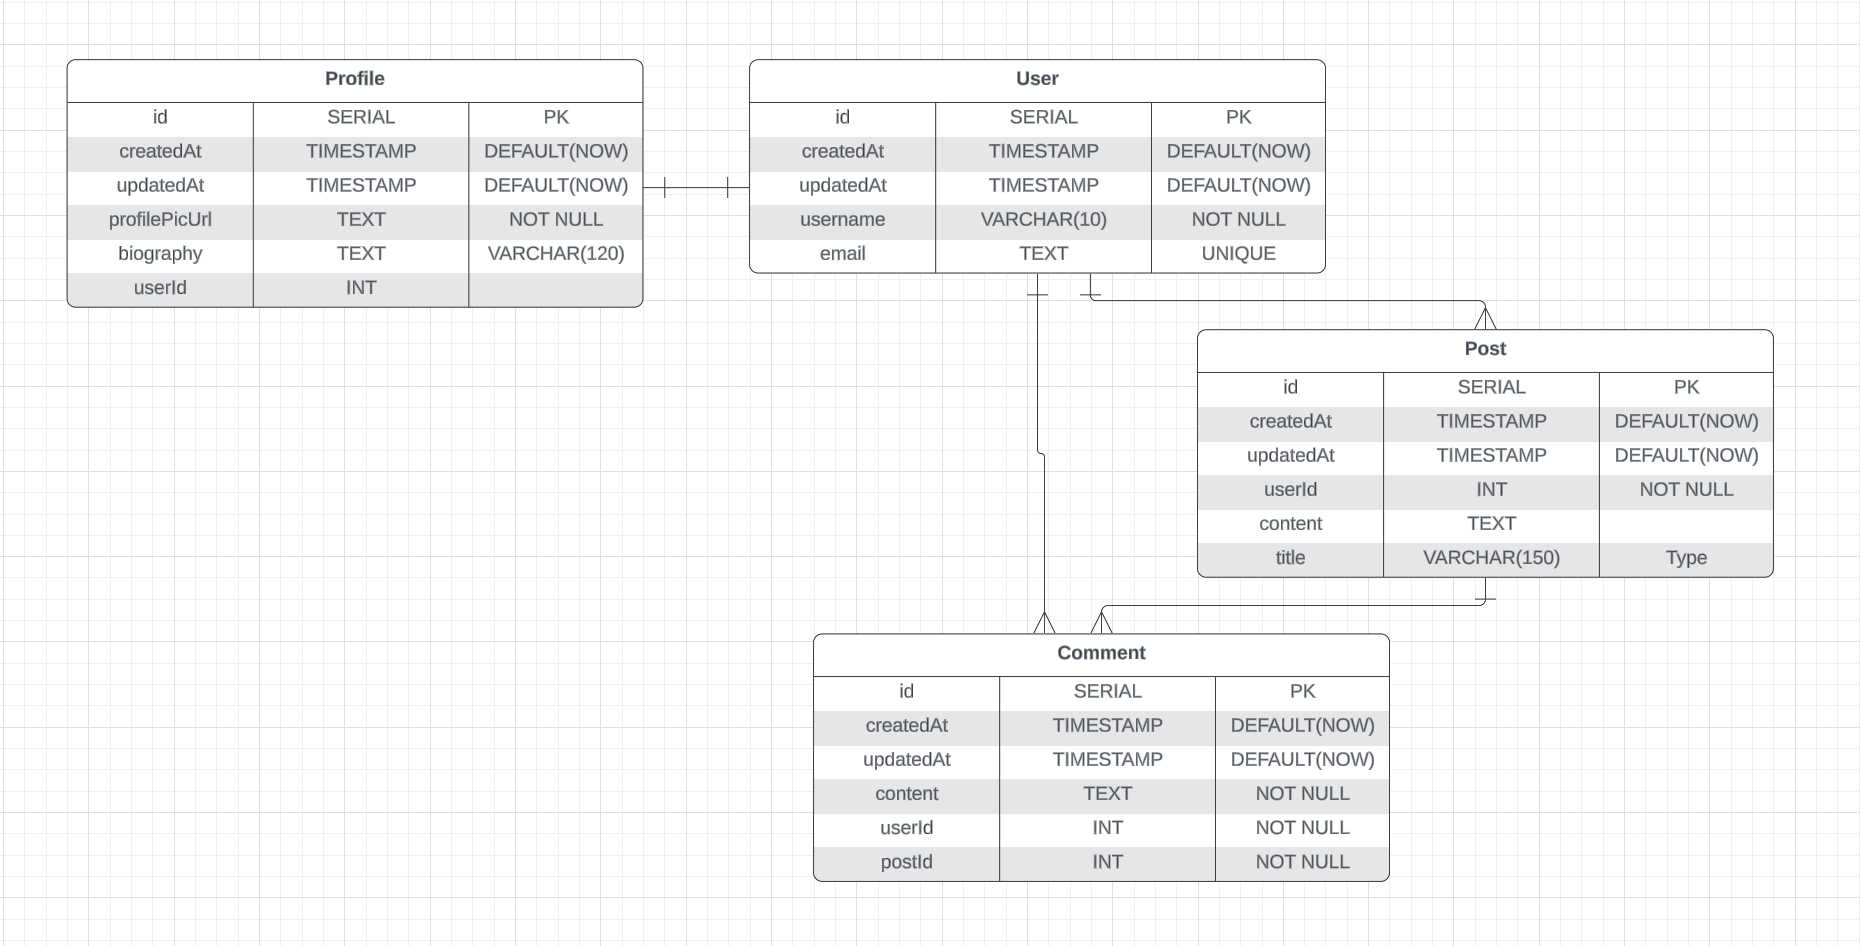 Profile
id SERIAL PK
createdAt TIMESTAMP DEFAULT(NOW)
updatedAt TIMESTAMP DEFAULT(NOW)
profilePicUrl TEXT NOT NULL
biography TEXT VARCHAR(120)
userId INT
User
id SERIAL PK
createdAt TIMESTAMP DEFAULT(NOW)
updatedAt TIMESTAMP DEFAULT(NOW)
username VARCHAR(10) NOT NULL
email TEXT UNIQUE
Post
id SERIAL PK
createdAt TIMESTAMP DEFAULT(NOW)
updatedAt TIMESTAMP DEFAULT(NOW)
userId INT NOT NULL
content TEXT
title VARCHAR(150) Type
Comment
id SERIAL PK
createdAt TIMESTAMP DEFAULT(NOW)
updatedAt TIMESTAMP DEFAULT(NOW)
content TEXT NOT NULL
userId INT NOT NULL
postId INT NOT NULL